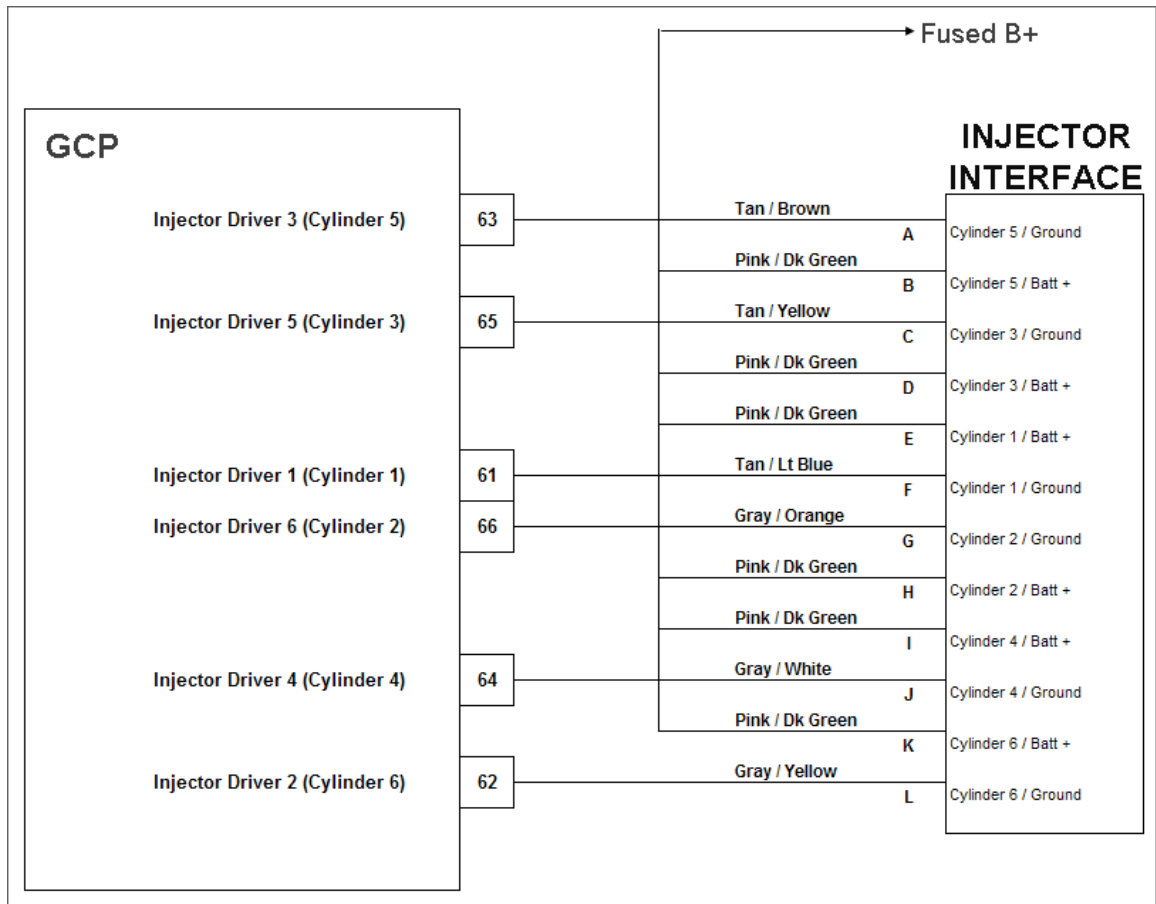 Fused B+
GCP
INJECTOR
INTERFACE
Injector Driver 3 (Cylinder 5)
63
Tan / Brown
A
Cylinder 5 / Ground
Pink / Dk Green
B
Cylinder 5 / Batt +
Injector Driver 5 (Cylinder 3)
65
Tan / Yellow
C
Cylinder 3 / Ground
Pink / Dk Green
D
Cylinder 3 / Batt +
Pink / Dk Green
E
Cylinder 1 / Batt +
Injector Driver 1 (Cylinder 1)
61
Tan / Lt Blue
F
Cylinder 1 / Ground
Injector Driver 6 (Cylinder 2)
66
Gray / Orange
G
Cylinder 2 / Ground
Pink / Dk Green
H
Cylinder 2 / Batt +
Pink / Dk Green
I
Cylinder 4 / Batt +
Injector Driver 4 (Cylinder 4)
64
Gray / White
J
Cylinder 4 / Ground
Pink / Dk Green
K
Cylinder 6 / Batt +
Injector Driver 2 (Cylinder 6)
62
Gray / Yellow
L
Cylinder 6 / Ground